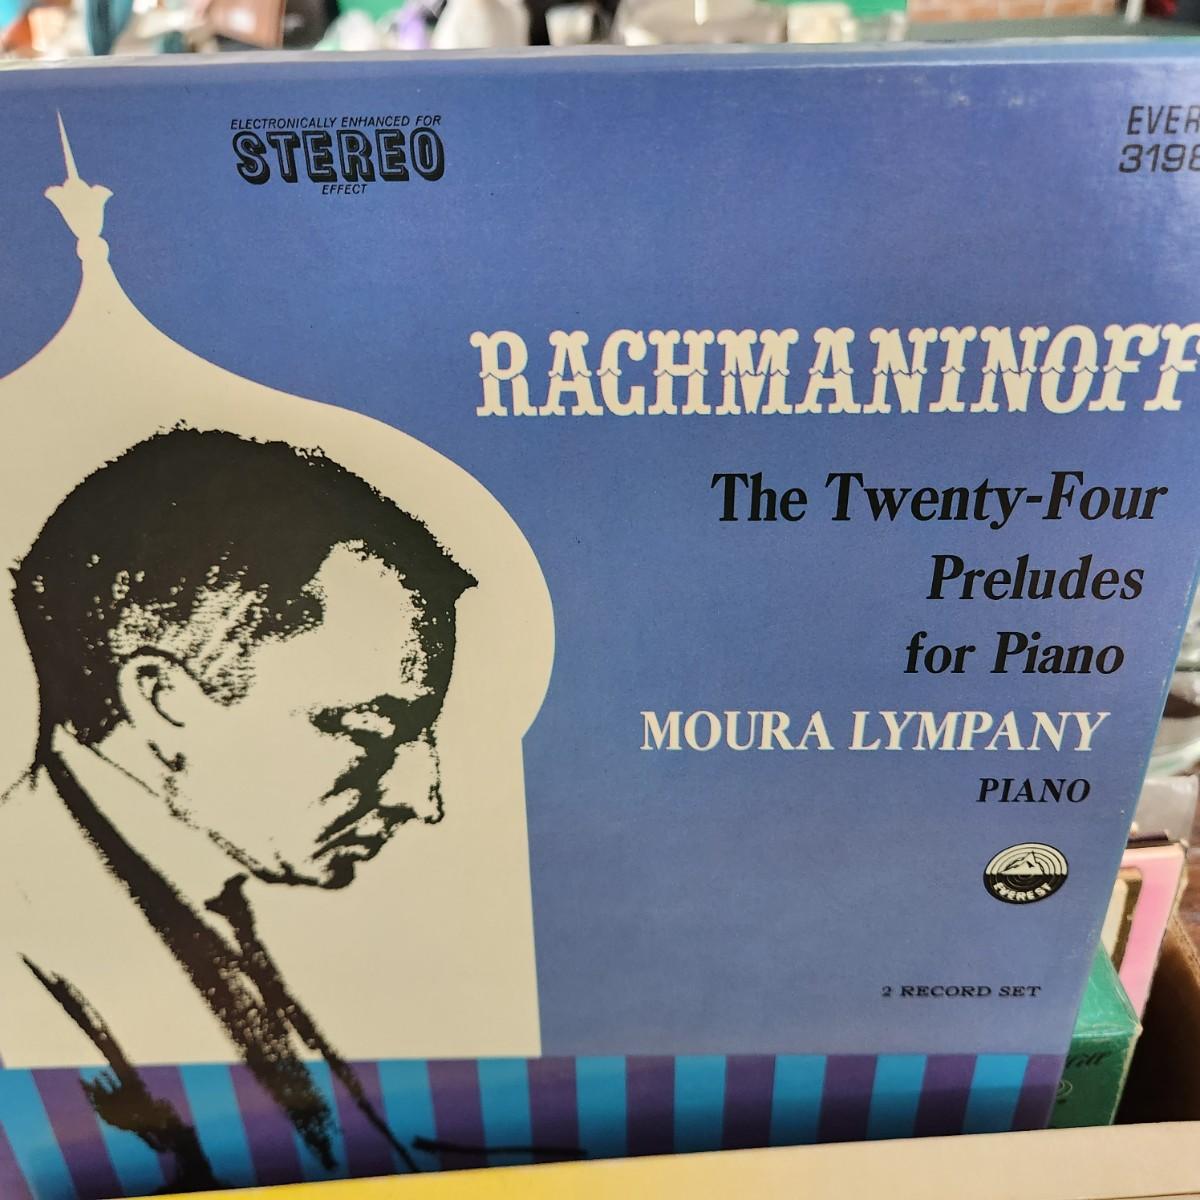 ELECTRONICALLY ENHANCED FOR
STEREO
EFFECT
EVER
3198
RACHMANINOFF
The Twenty-Four
Preludes
for Piano
MOURA LYMPANY
PIANO
EVEREST
2 RECORD SET